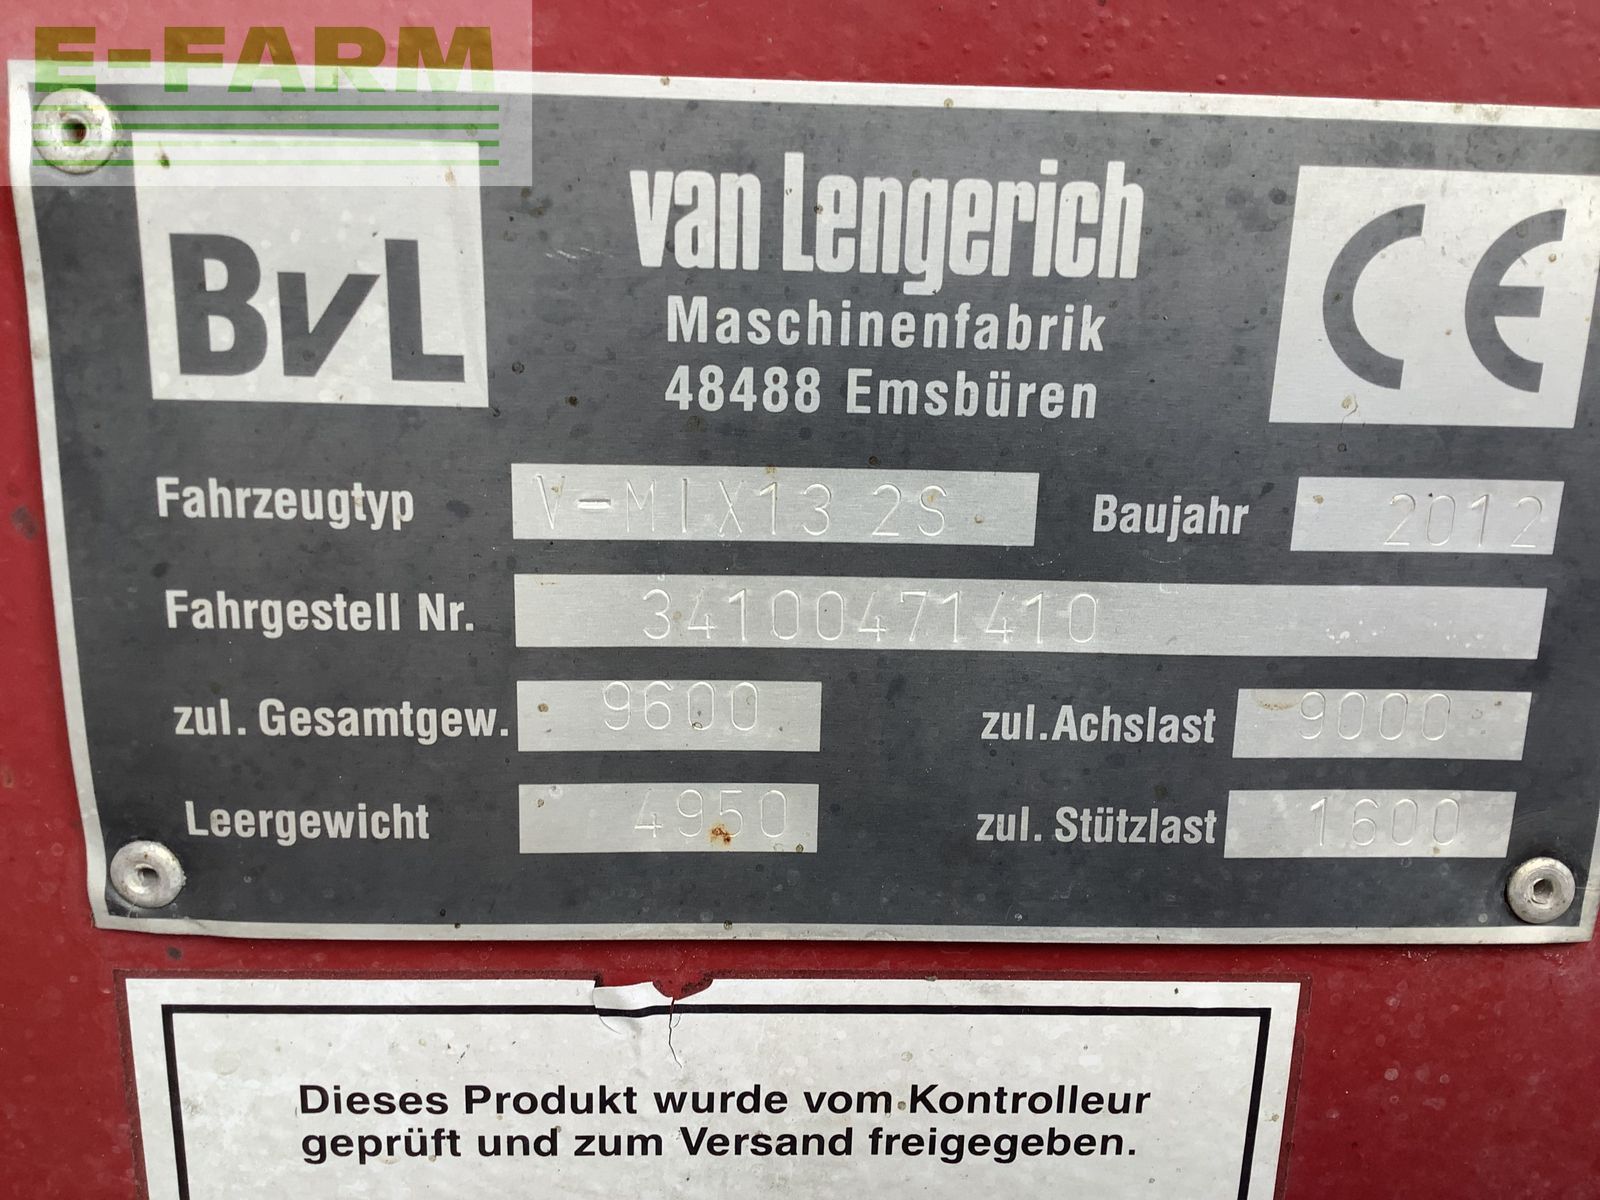 E-FARM
BvL
van Lengerich
Maschinenfabrik
48488 Emsbüren
CE
Fahrzeugtyp V-MIX13 2S Baujahr 2012
Fahrgestell Nr. 34100471410
zul. Gesamtgew. 9600 zul.Achslast 9000
Leergewicht 4950 zul. Stützlast 1600
Dieses Produkt wurde vom Kontrolleur
geprüft und zum Versand freigegeben.